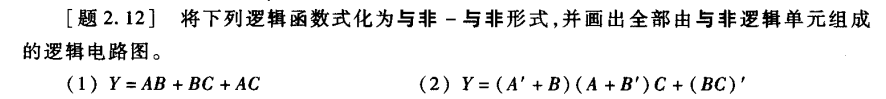 [题2.12] 将下列逻辑函数式化为与非-与非形式,并画出全部由与非逻辑单元组成
的逻辑电路图。
(1) Y=AB+BC+AC (2) Y=(A′+B)(A+B′)C+(BC)′